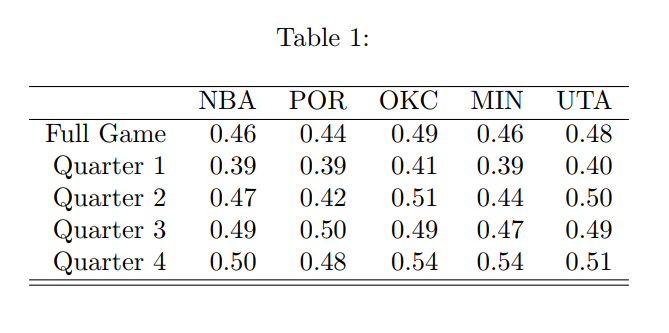 Table 1:
NBA POR OKC MIN UTA
Full Game 0.46 0.44 0.49 0.46 0.48
Quarter 1 0.39 0.39 0.41 0.39 0.40
Quarter 2 0.47 0.42 0.51 0.44 0.50
Quarter 3 0.49 0.50 0.49 0.47 0.49
Quarter 4 0.50 0.48 0.54 0.54 0.51